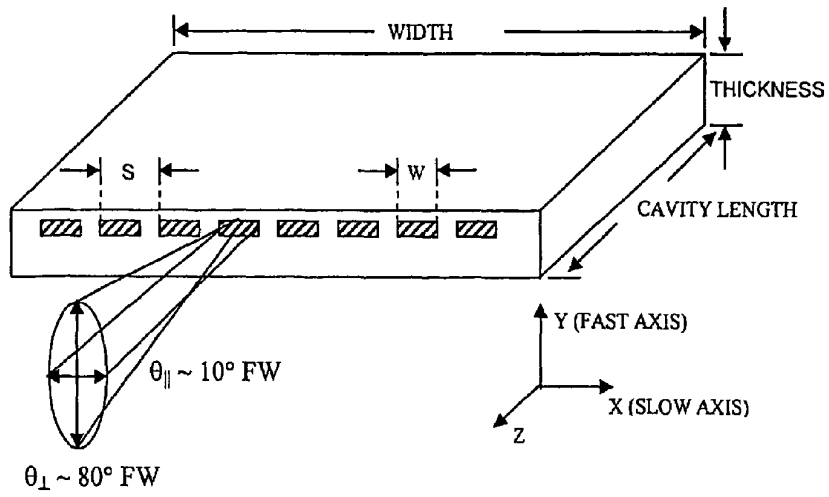 WIDTH
THICKNESS
S
W
CAVITY LENGTH
Y (FAST AXIS)
θ∥ ~ 10° FW
X (SLOW AXIS)
Z
θ⊥ ~ 80° FW